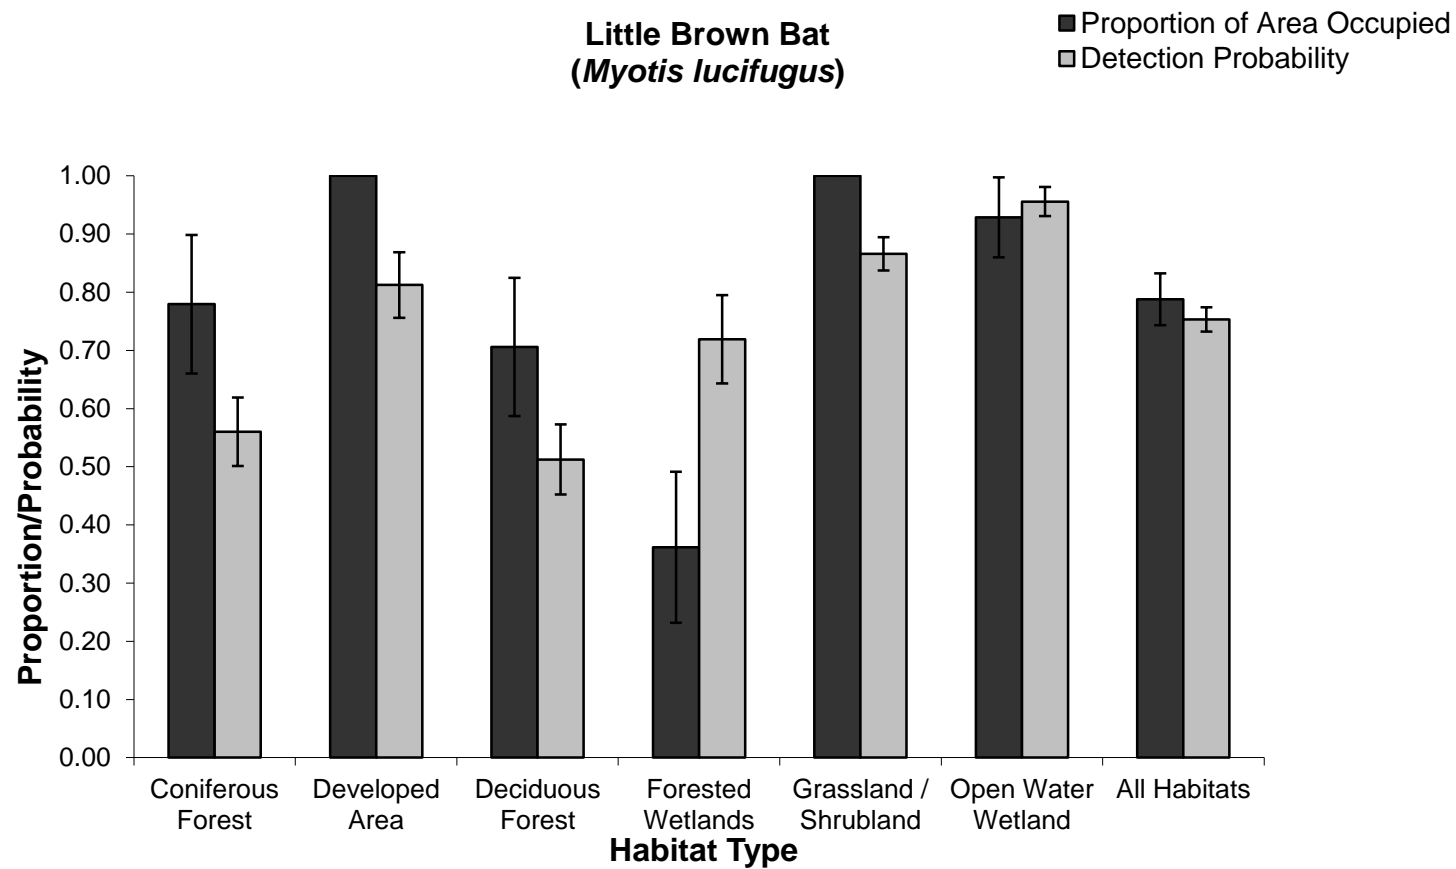 Little Brown Bat
(Myotis lucifugus)
Proportion of Area Occupied
Detection Probability
Proportion/Probability
1.00
0.90
0.80
0.70
0.60
0.50
0.40
0.30
0.20
0.10
0.00
Coniferous Forest
Developed Area
Deciduous Forest
Forested Wetlands
Grassland / Shrubland
Open Water Wetland
All Habitats
Habitat Type